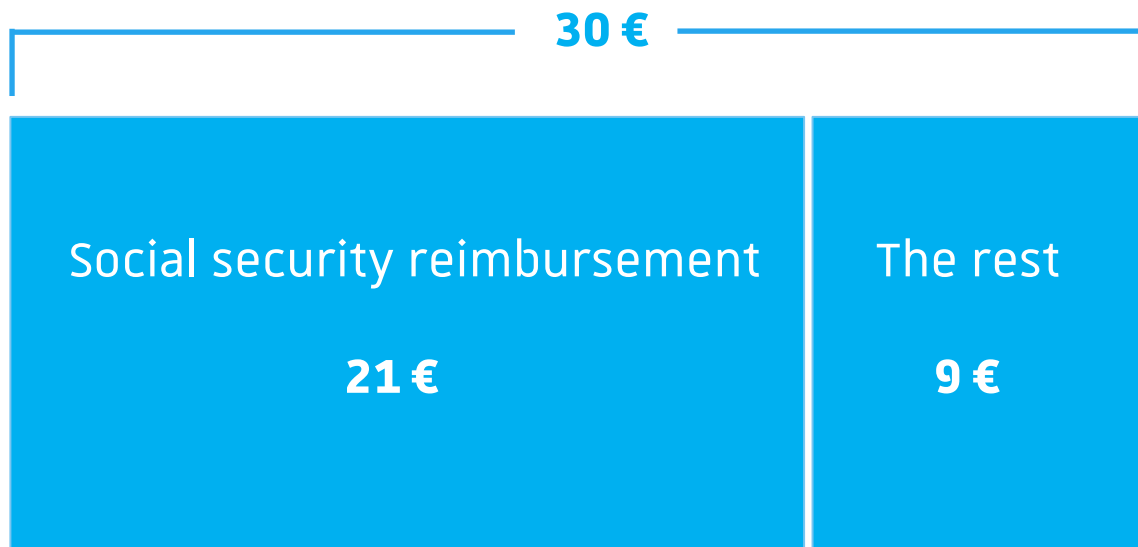 30 €
Social security reimbursement
21 €
The rest
9 €